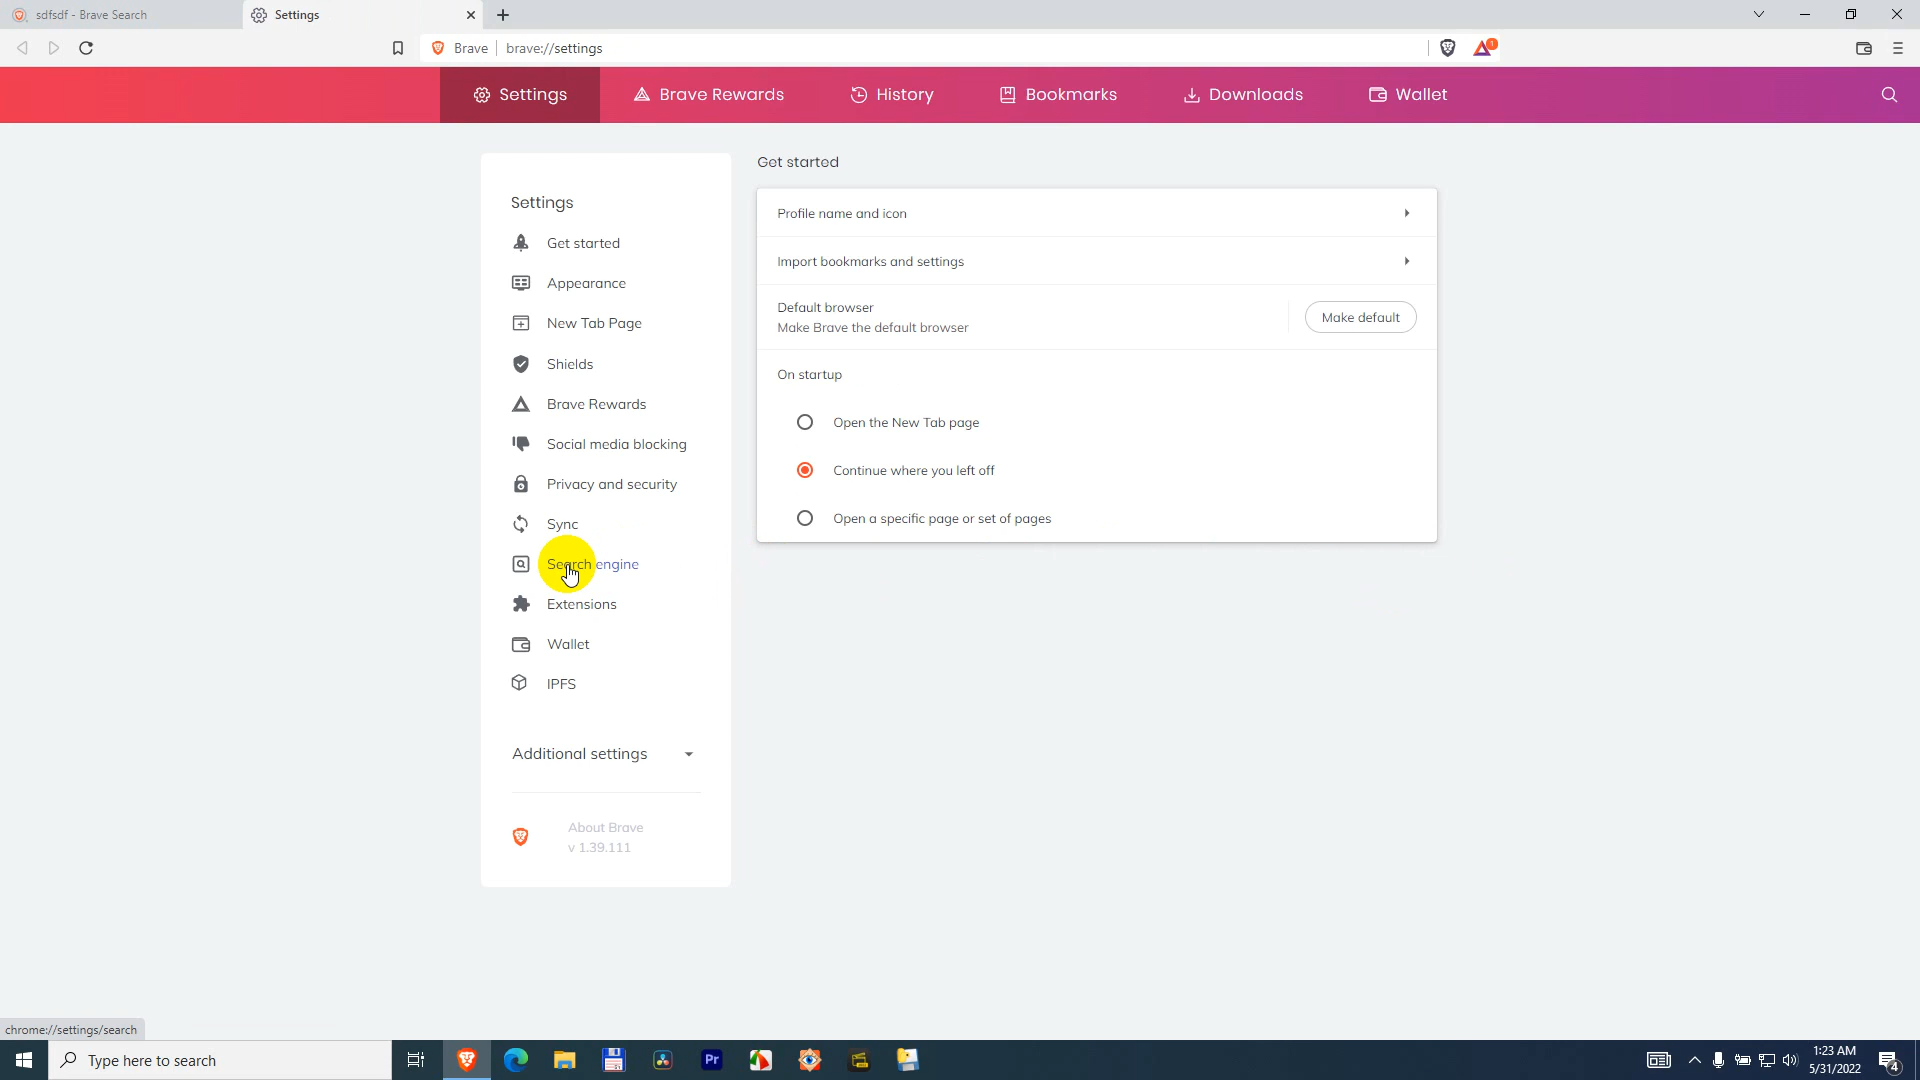 sdfsdf - Brave Search
Settings
Brave
brave://settings
1
Settings
Brave Rewards
History
Bookmarks
Downloads
Wallet
Settings
Get started
Appearance
New Tab Page
Shields
Brave Rewards
Social media blocking
Privacy and security
Sync
Search engine
Extensions
Wallet
IPFS
Additional settings
About Brave
v 1.39.111
Get started
Profile name and icon
Import bookmarks and settings
Default browser
Make Brave the default browser
Make default
On startup
Open the New Tab page
Continue where you left off
Open a specific page or set of pages
chrome://settings/search
Type here to search
Pr
1:23 AM
5/31/2022
4